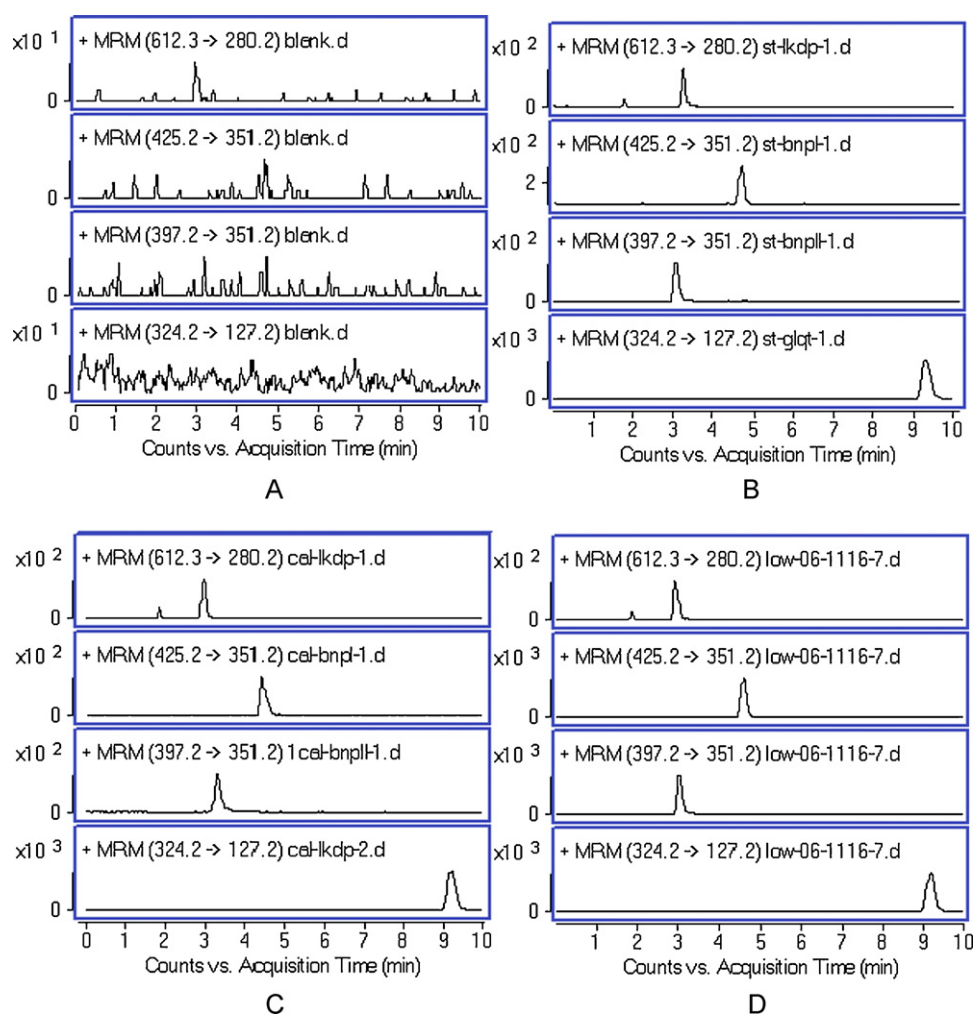 x10 1
+ MRM (612.3 -> 280.2) blank.d
0
+ MRM (425.2 -> 351.2) blank.d
0
+ MRM (397.2 -> 351.2) blank.d
0
x10 1
+ MRM (324.2 -> 127.2) blank.d
0
0 1 2 3 4 5 6 7 8 9 10
Counts vs. Acquisition Time (min)
A
x10 2
+ MRM (612.3 -> 280.2) st-lkdp-1.d
0
x10 2
+ MRM (425.2 -> 351.2) st-bnpI-1.d
2
x10 2
+ MRM (397.2 -> 351.2) st-bnpII-1.d
0
x10 3
+ MRM (324.2 -> 127.2) st-glqt-1.d
0
1 2 3 4 5 6 7 8 9 10
Counts vs. Acquisition Time (min)
B
x10 2
+ MRM (612.3 -> 280.2) cal-lkdp-1.d
0
x10 2
+ MRM (425.2 -> 351.2) cal-bnpI-1.d
0
x10 2
+ MRM (397.2 -> 351.2) 1cal-bnpII-1.d
0
x10 3
+ MRM (324.2 -> 127.2) cal-lkdp-2.d
0
0 1 2 3 4 5 6 7 8 9 10
Counts vs. Acquisition Time (min)
C
x10 2
+ MRM (612.3 -> 280.2) low-06-1116-7.d
0
x10 3
+ MRM (425.2 -> 351.2) low-06-1116-7.d
0
x10 3
+ MRM (397.2 -> 351.2) low-06-1116-7.d
0
x10 3
+ MRM (324.2 -> 127.2) low-06-1116-7.d
0
1 2 3 4 5 6 7 8 9 10
Counts vs. Acquisition Time (min)
D